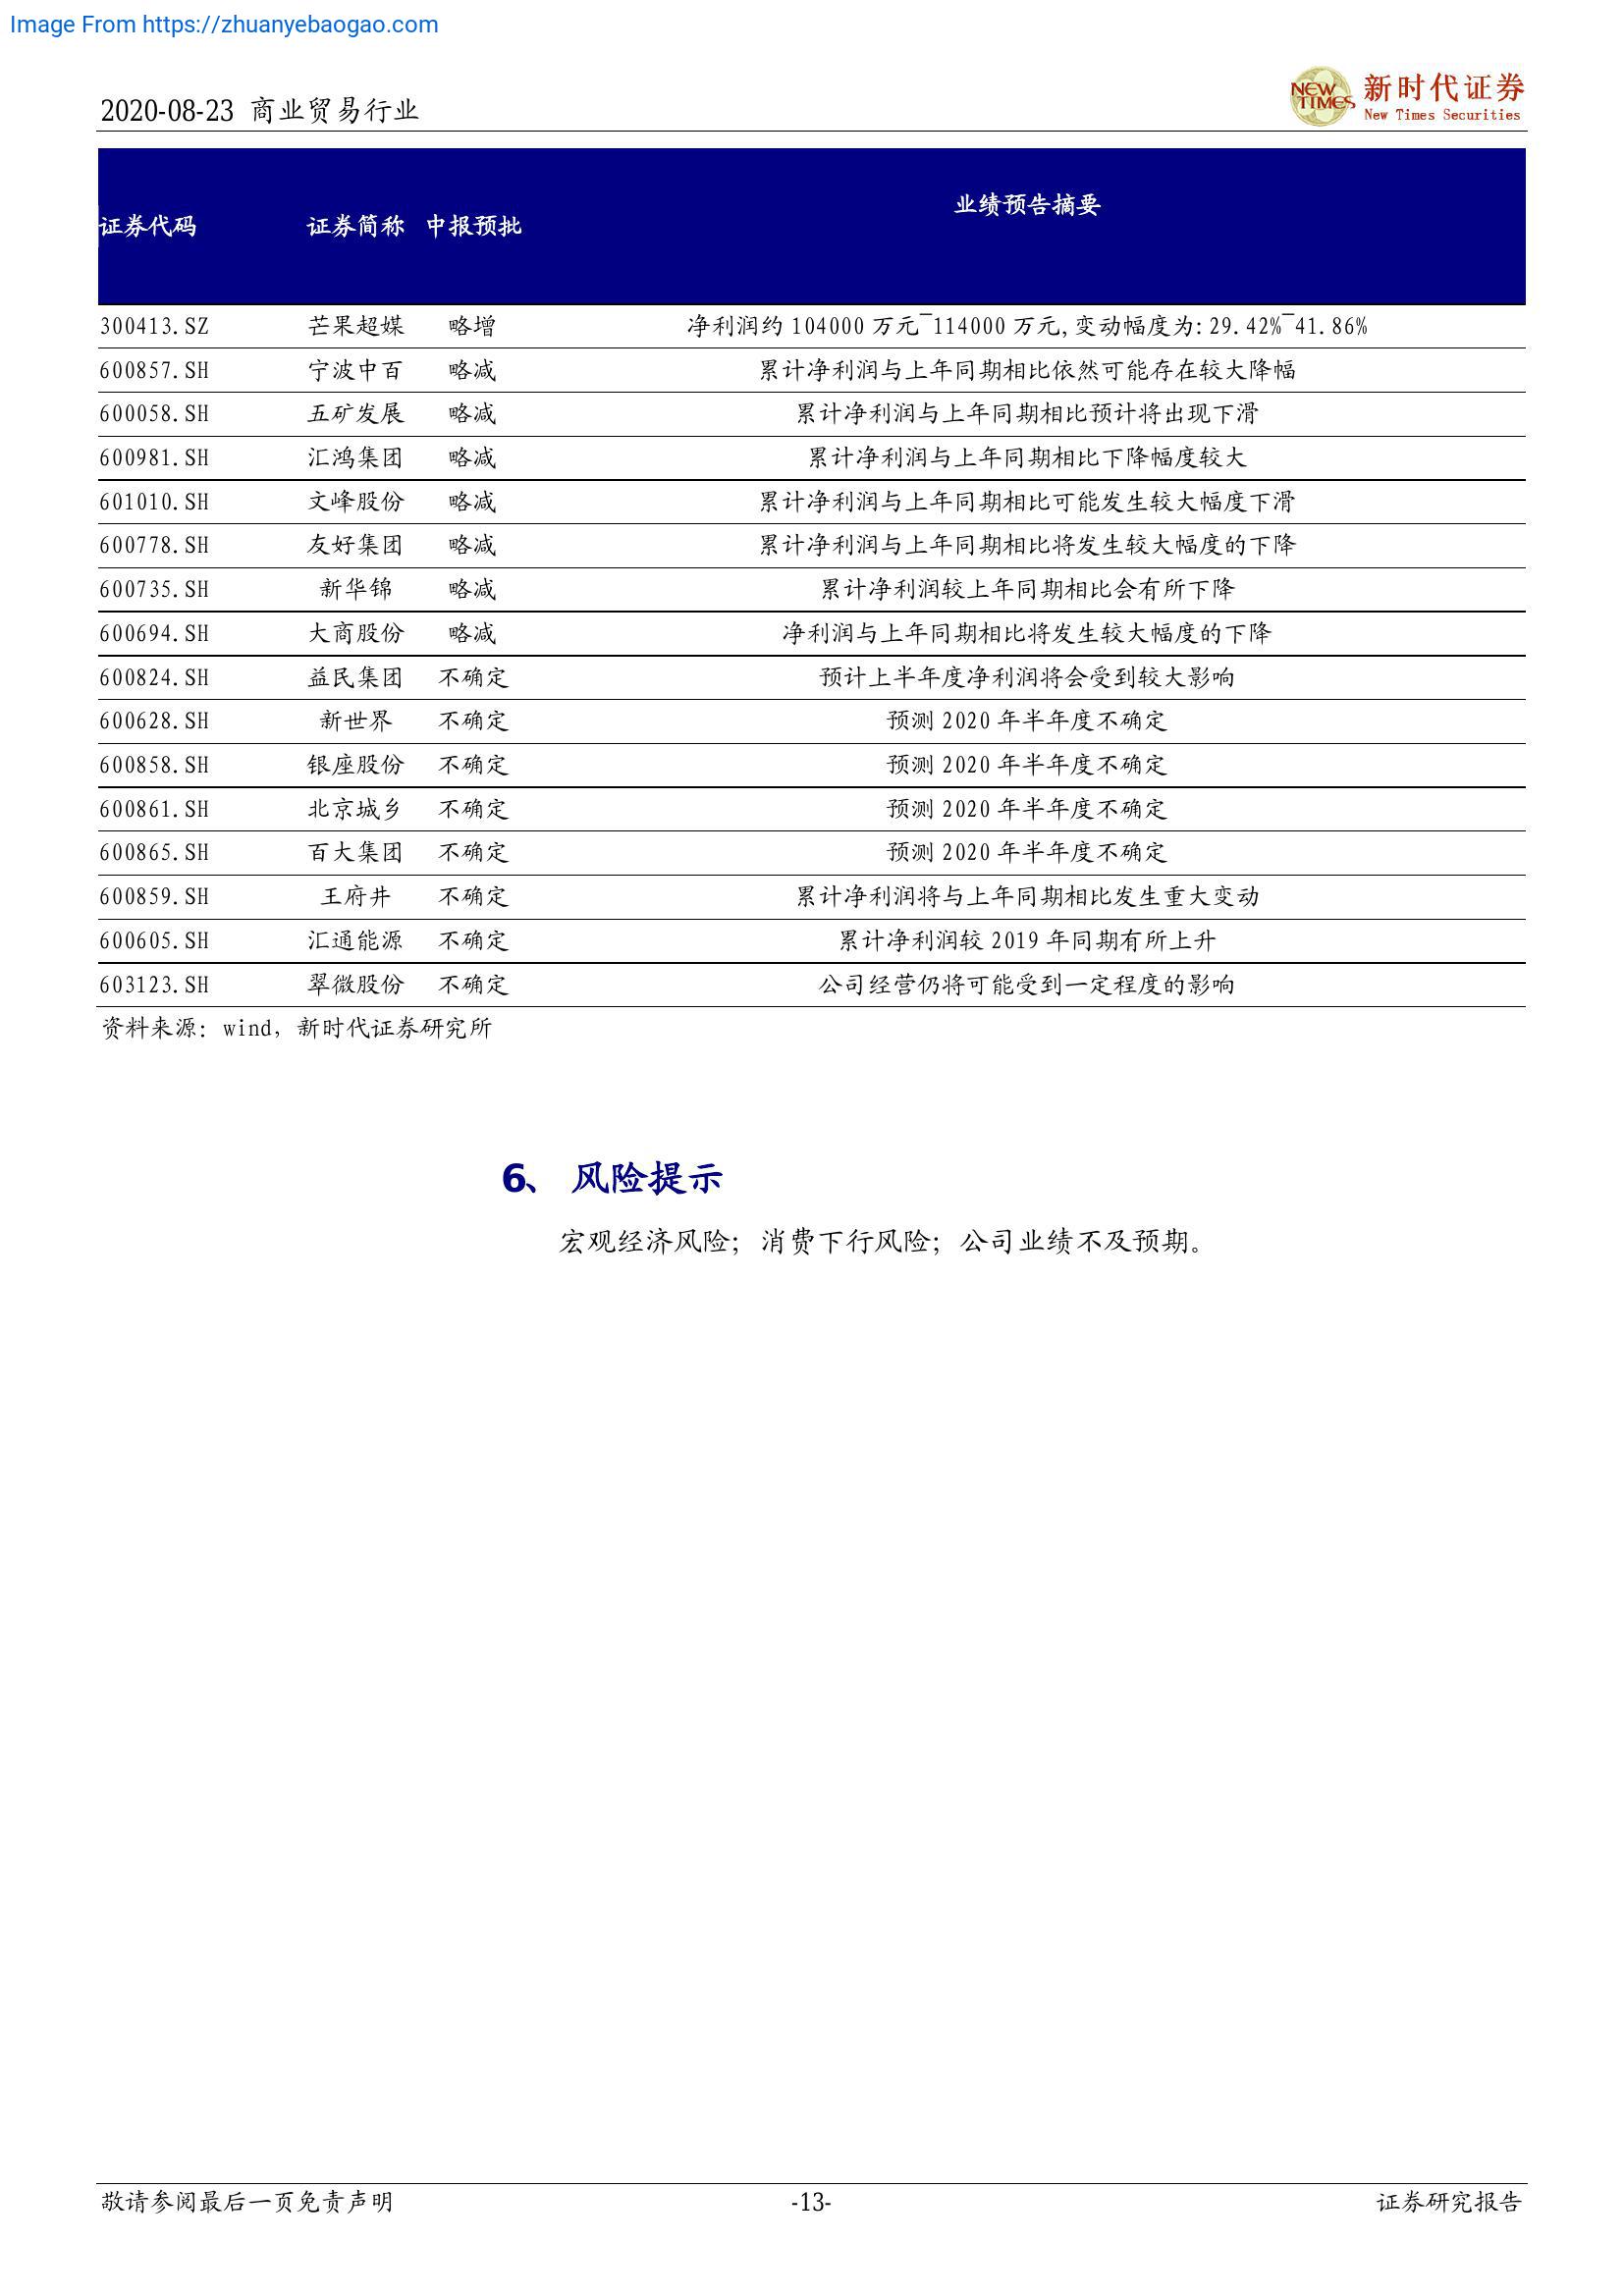 Image From https://zhuanyebaogao.com
2020-08-23 商业贸易行业
NEW TIMES 新时代证券
New Times Securities
证券代码 证券简称 中报预批 业绩预告摘要
300413.SZ 芒果超媒 略增 净利润约 104000 万元~114000 万元,变动幅度为:29.42%~41.86%
600857.SH 宁波中百 略减 累计净利润与上年同期相比依然可能存在较大降幅
600058.SH 五矿发展 略减 累计净利润与上年同期相比预计将出现下滑
600981.SH 汇鸿集团 略减 累计净利润与上年同期相比下降幅度较大
601010.SH 文峰股份 略减 累计净利润与上年同期相比可能发生较大幅度下滑
600778.SH 友好集团 略减 累计净利润与上年同期相比将发生较大幅度的下降
600735.SH 新华锦 略减 累计净利润较上年同期相比会有所下降
600694.SH 大商股份 略减 净利润与上年同期相比将发生较大幅度的下降
600824.SH 益民集团 不确定 预计上半年度净利润将会受到较大影响
600628.SH 新世界 不确定 预测 2020 年半年度不确定
600858.SH 银座股份 不确定 预测 2020 年半年度不确定
600861.SH 北京城乡 不确定 预测 2020 年半年度不确定
600865.SH 百大集团 不确定 预测 2020 年半年度不确定
600859.SH 王府井 不确定 累计净利润将与上年同期相比发生重大变动
600605.SH 汇通能源 不确定 累计净利润较 2019 年同期有所上升
603123.SH 翠微股份 不确定 公司经营仍将可能受到一定程度的影响
资料来源：wind，新时代证券研究所
6、 风险提示
宏观经济风险；消费下行风险；公司业绩不及预期。
敬请参阅最后一页免责声明 -13- 证券研究报告